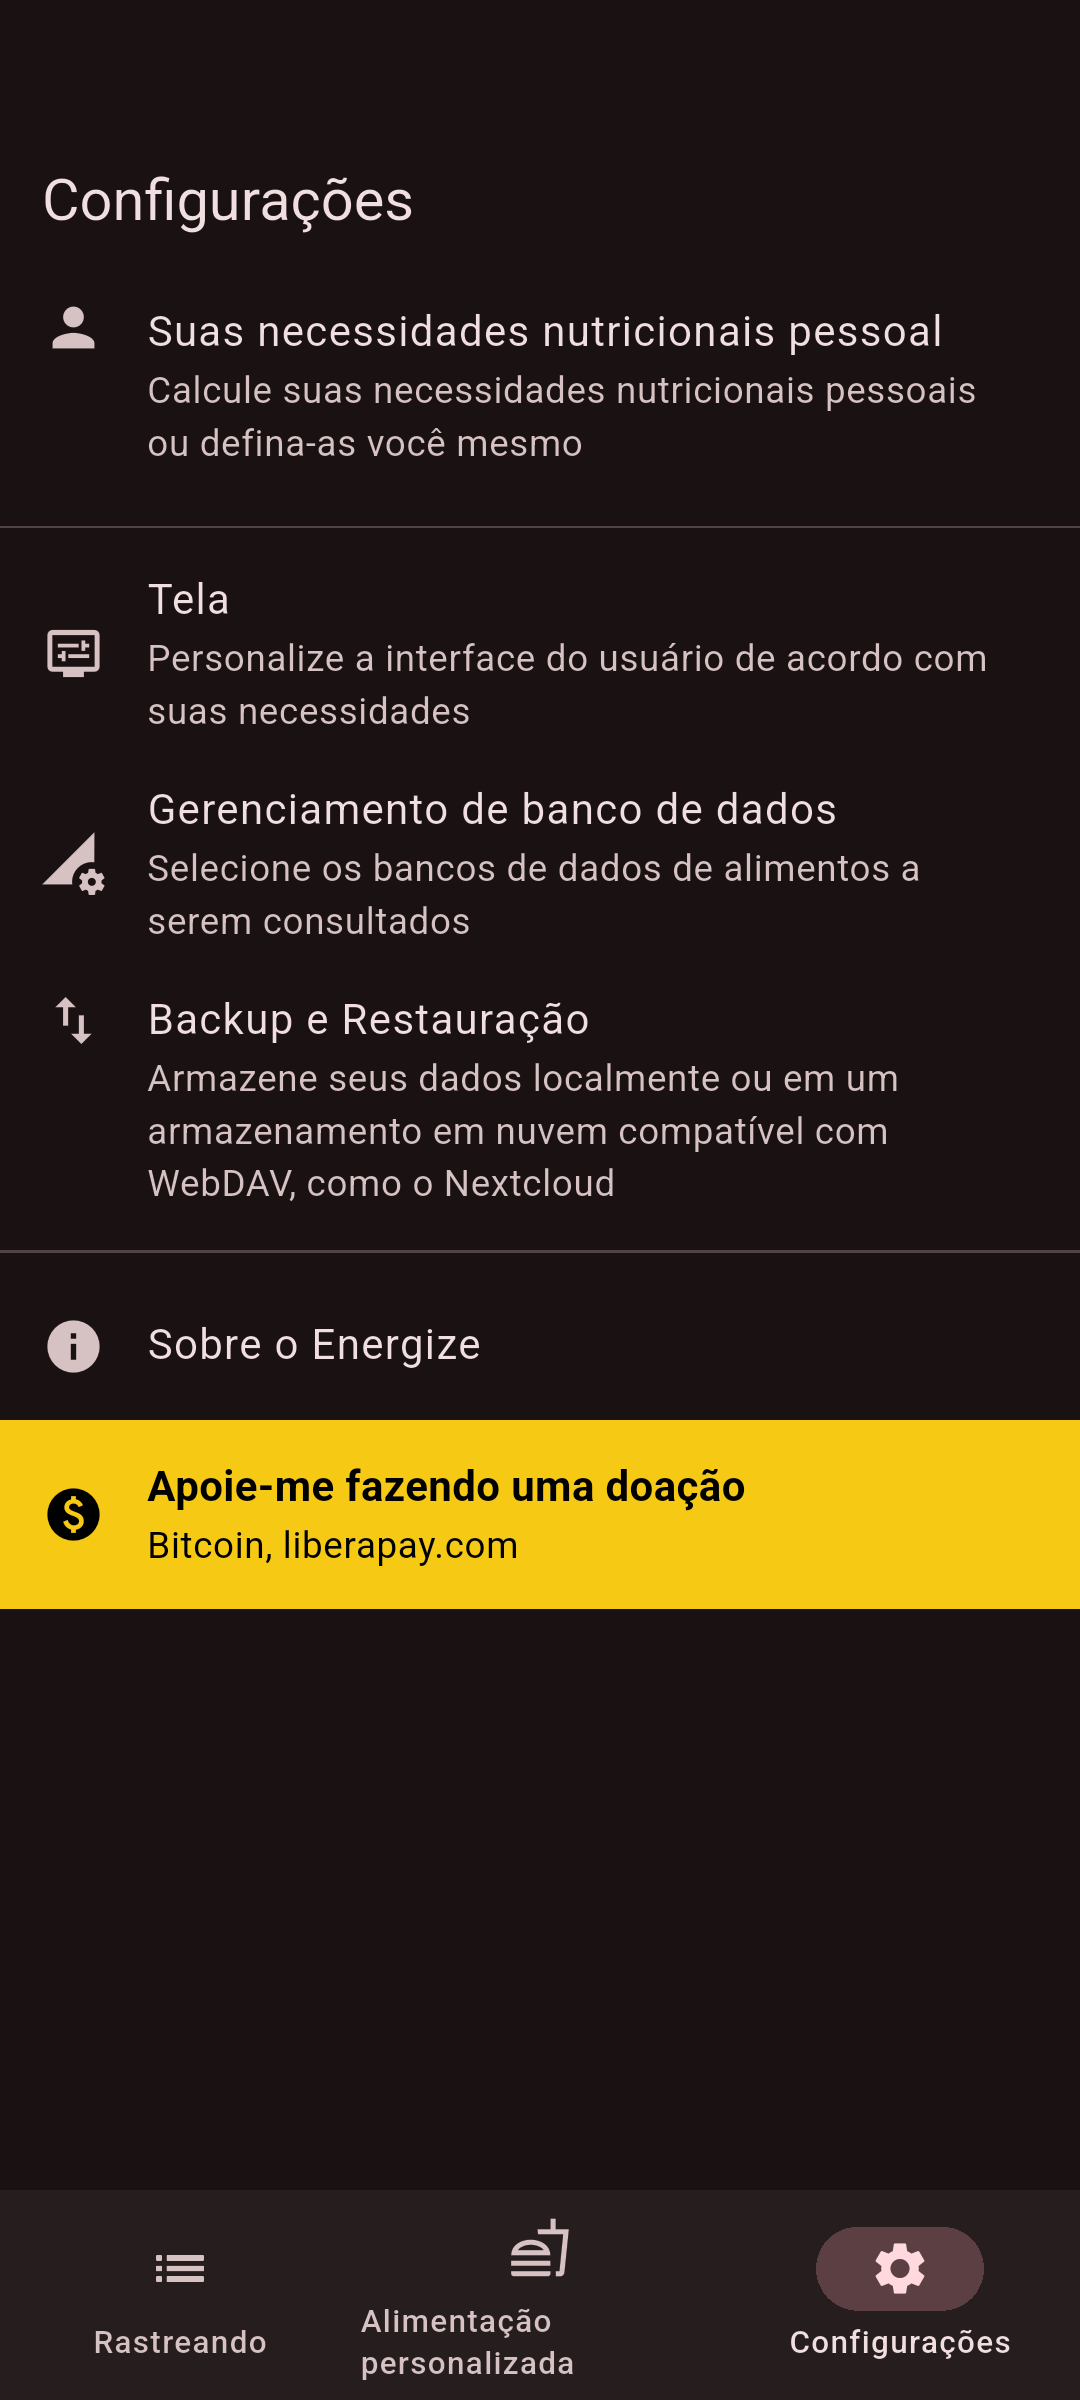 Configurações
Suas necessidades nutricionais pessoal
Calcule suas necessidades nutricionais pessoais
ou defina-as você mesmo
Tela
Personalize a interface do usuário de acordo com
suas necessidades
Gerenciamento de banco de dados
Selecione os bancos de dados de alimentos a
serem consultados
Backup e Restauração
Armazene seus dados localmente ou em um
armazenamento em nuvem compatível com
WebDAV, como o Nextcloud
Sobre o Energize
Apoie-me fazendo uma doação
Bitcoin, liberapay.com
Rastreando
Alimentação
personalizada
Configurações